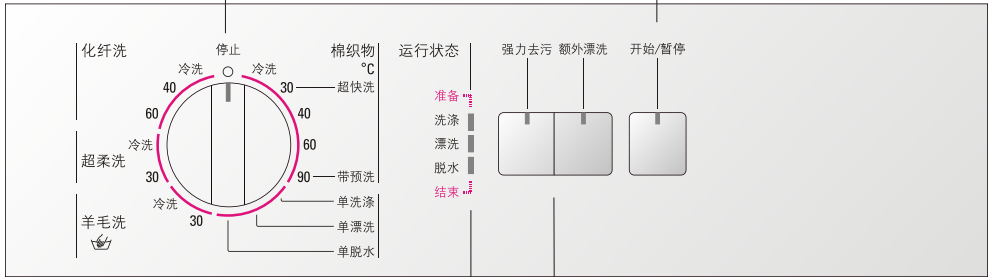 化纤洗
停止
棉织物
°C
冷洗
冷洗
40
30
超快洗
60
40
冷洗
60
超柔洗
30
90
带预洗
冷洗
单洗涤
羊毛洗
30
单漂洗
单脱水
运行状态
准备
洗涤
漂洗
脱水
结束
强力去污
额外漂洗
开始/暂停